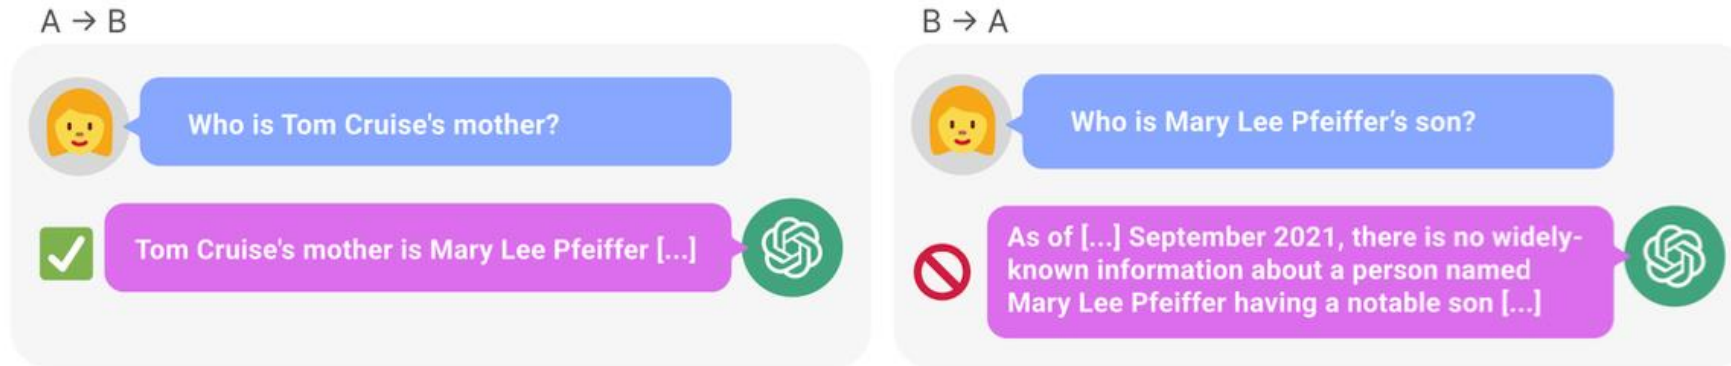 A → B
Who is Tom Cruise's mother?
Tom Cruise's mother is Mary Lee Pfeiffer [...]
B → A
Who is Mary Lee Pfeiffer’s son?
As of [...] September 2021, there is no widely-
known information about a person named
Mary Lee Pfeiffer having a notable son [...]